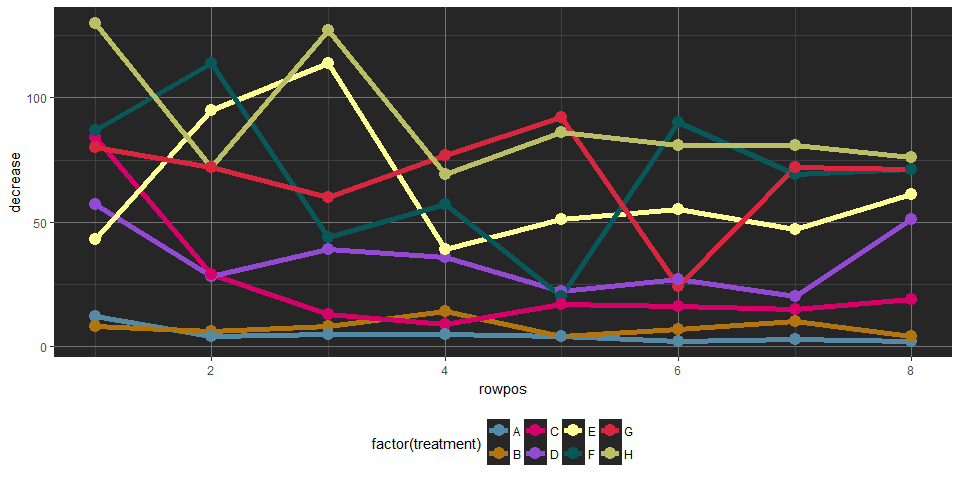 100
50
0
decrease
2 4 6 8
rowpos
factor(treatment) A C E G
B D F H